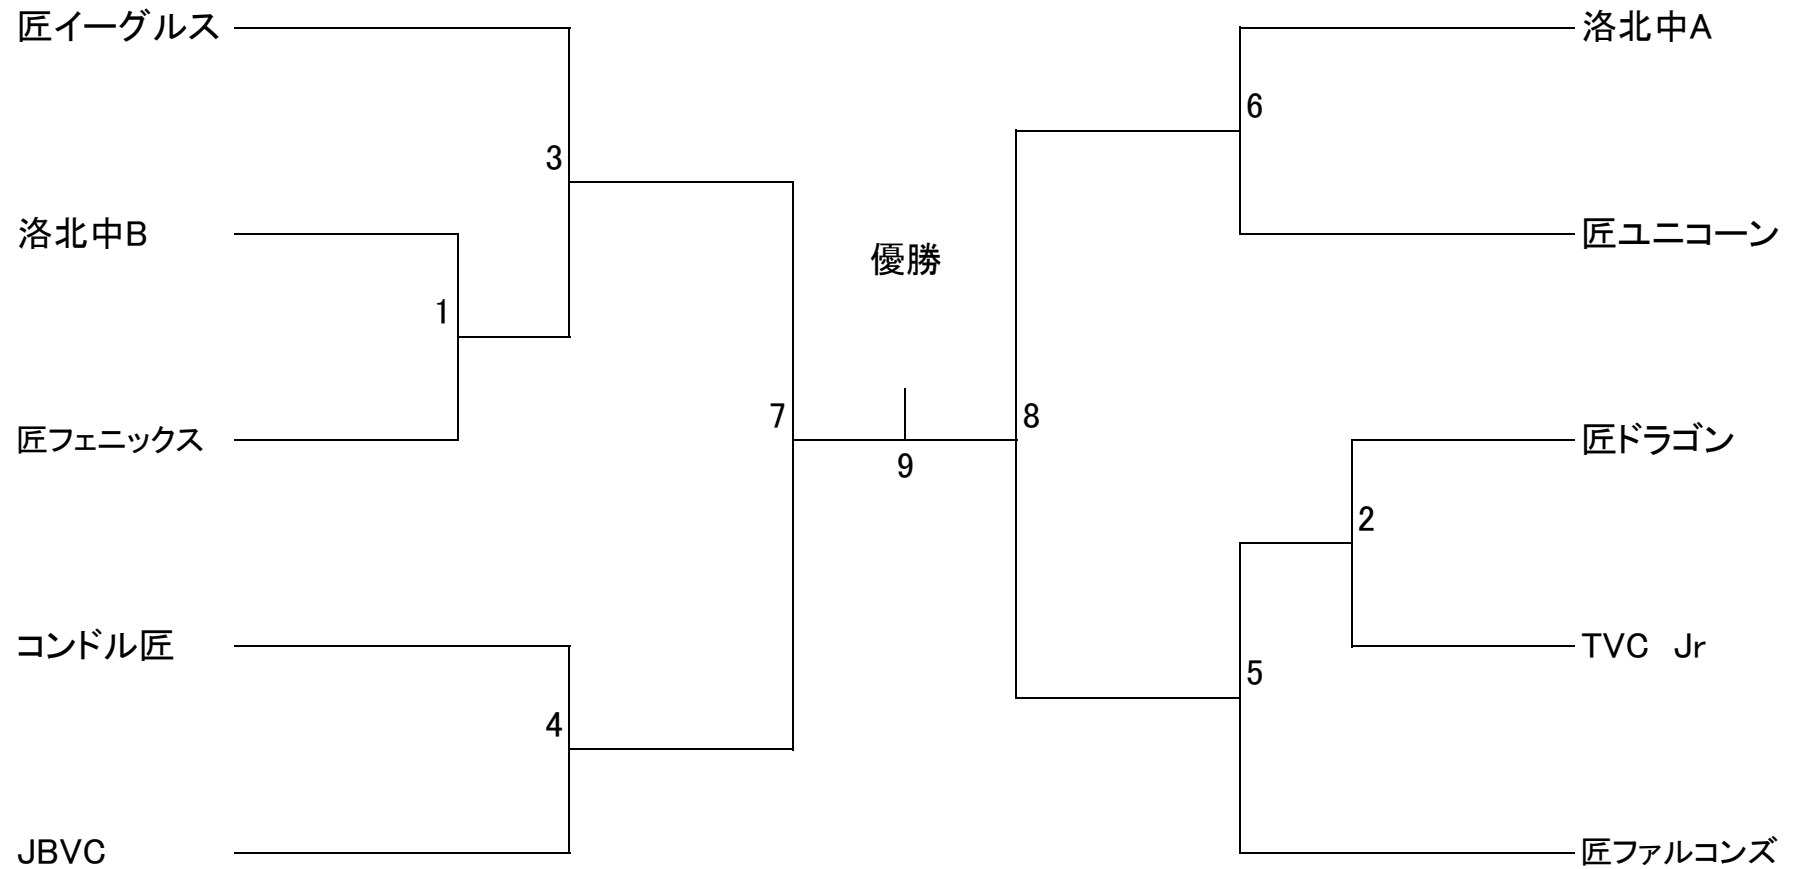 匠イーグルス
洛北中A
6
3
洛北中B
匠ユニコーン
優勝
1
7
8
匠フェニックス
匠ドラゴン
9
2
コンドル匠
TVC Jr
5
4
JBVC
匠ファルコンズ